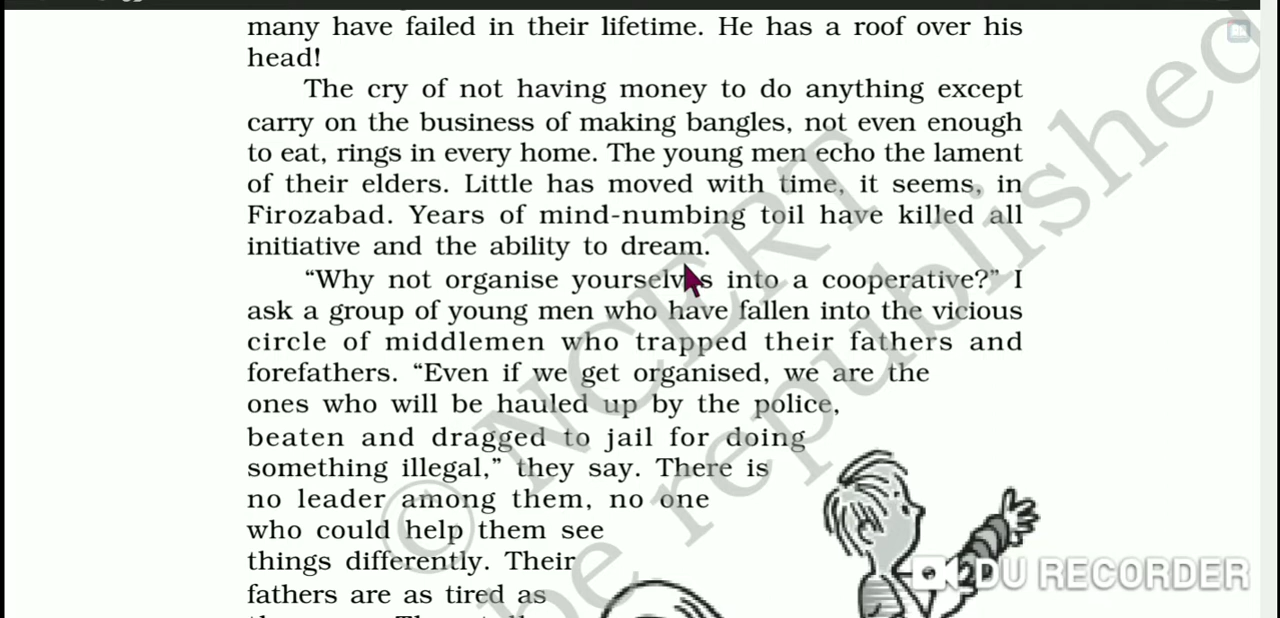 many have failed in their lifetime. He has a roof over his
head!
The cry of not having money to do anything except
carry on the business of making bangles, not even enough
to eat, rings in every home. The young men echo the lament
of their elders. Little has moved with time, it seems, in
Firozabad. Years of mind-numbing toil have killed all
initiative and the ability to dream.
“Why not organise yourselves into a cooperative?” I
ask a group of young men who have fallen into the vicious
circle of middlemen who trapped their fathers and
forefathers. “Even if we get organised, we are the
ones who will be hauled up by the police,
beaten and dragged to jail for doing
something illegal,” they say. There is
no leader among them, no one
who could help them see
things differently. Their
fathers are as tired as
© NCERT
be republished
DU RECORDER